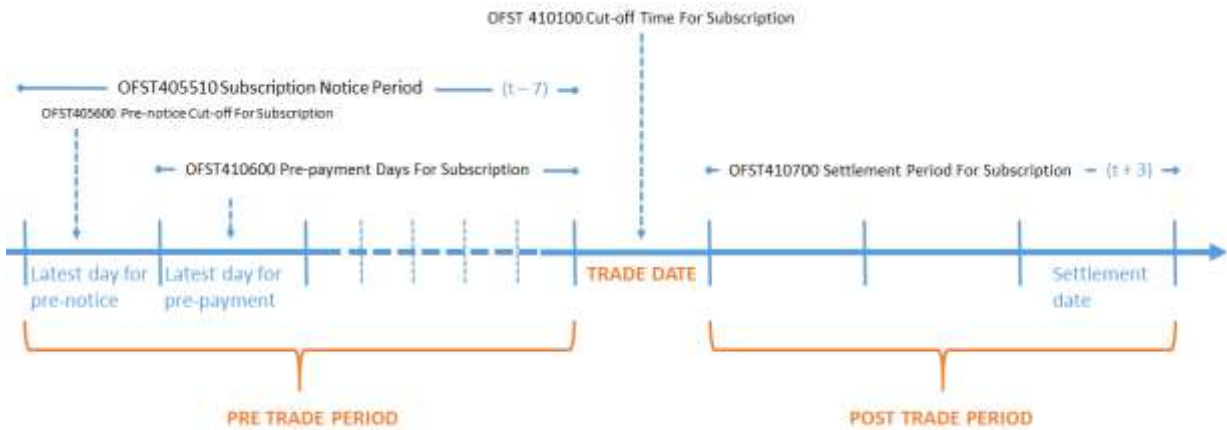 OFST 410100 Cut-off Time For Subscription
OFST405510 Subscription Notice Period (t – 7)
OFST405600 Pre-notice Cut-off For Subscription
OFST410600 Pre-payment Days For Subscription
OFST410700 Settlement Period For Subscription (t + 3)
Latest day for
pre-notice
Latest day for
pre-payment
TRADE DATE
Settlement
date
PRE TRADE PERIOD
POST TRADE PERIOD